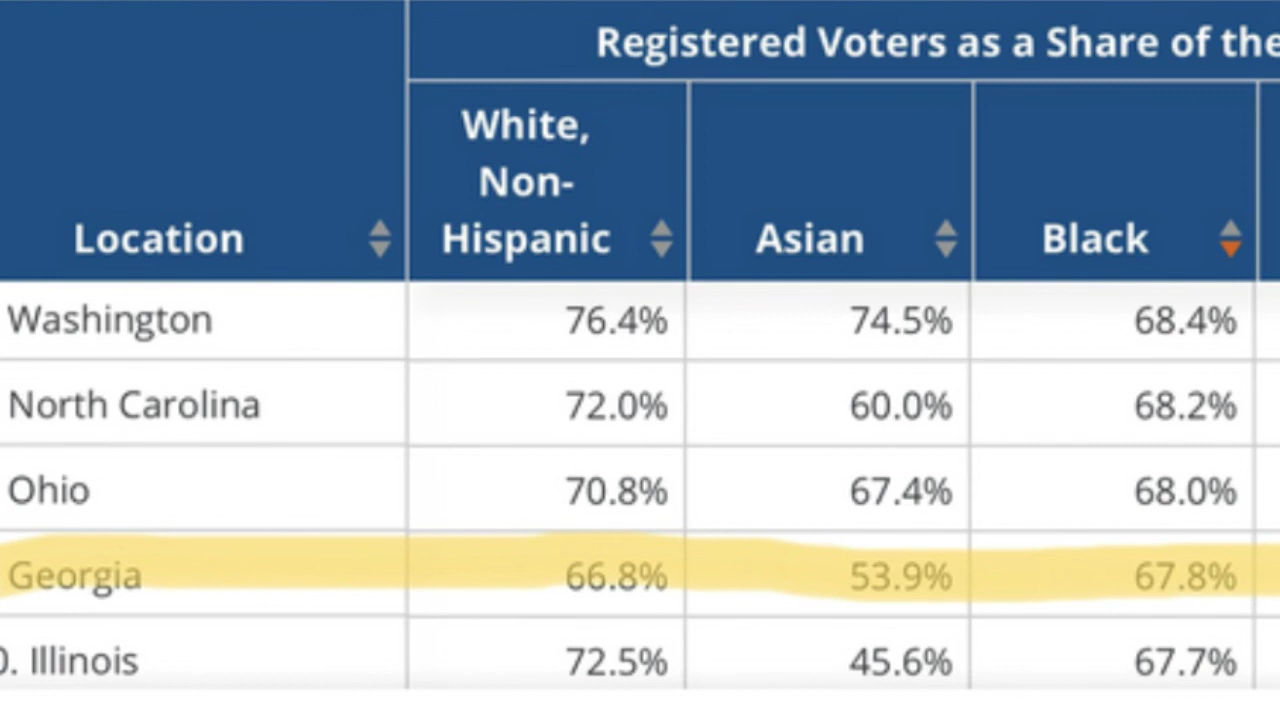 Registered Voters as a Share of the
White,
Non-
Hispanic
Location Asian Black
Washington 76.4% 74.5% 68.4%
North Carolina 72.0% 60.0% 68.2%
Ohio 70.8% 67.4% 68.0%
Georgia 66.8% 53.9% 67.8%
0. Illinois 72.5% 45.6% 67.7%